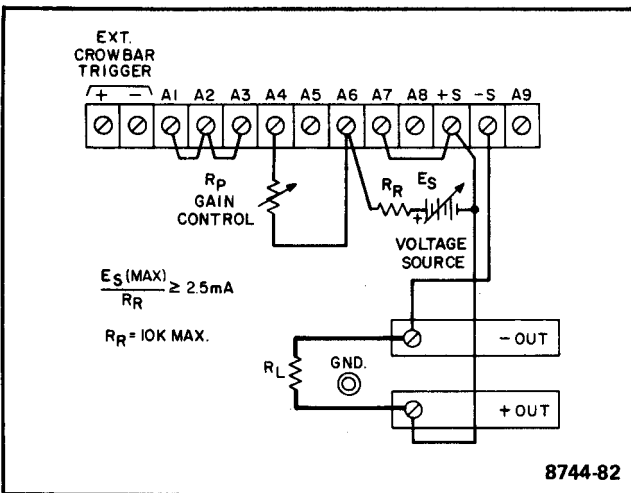 EXT.
CROWBAR
TRIGGER
+ - A1 A2 A3 A4 A5 A6 A7 A8 +S -S A9
RP
GAIN
CONTROL
RR
ES
+
VOLTAGE
SOURCE
ES(MAX)
RR
≥ 2.5mA
RR = 10K MAX.
-OUT
RL
GND.
+OUT
8744-82